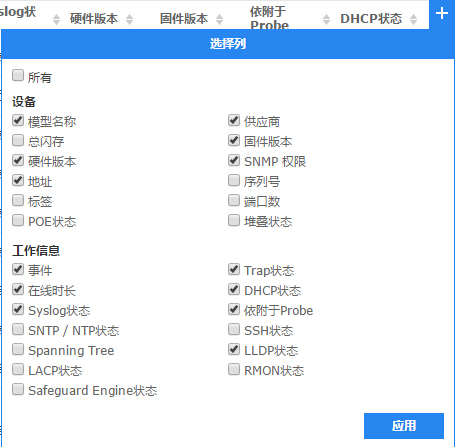 slog状
硬件版本
固件版本
依附于
Probe
DHCP状态
+
选择列
所有
设备
模型名称 供应商
总闪存 固件版本
硬件版本 SNMP 权限
地址 序列号
标签 端口数
POE状态 堆叠状态
工作信息
事件 Trap状态
在线时长 DHCP状态
Syslog状态 依附于Probe
SNTP / NTP状态 SSH状态
Spanning Tree LLDP状态
LACP状态 RMON状态
Safeguard Engine状态
应用